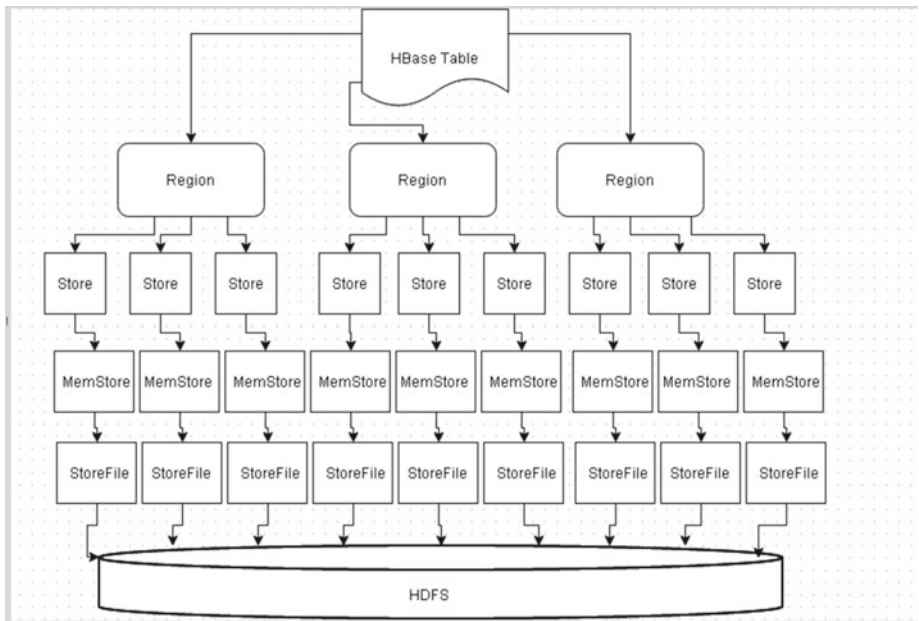 HBase Table
Region Region Region
Store Store Store Store Store Store Store Store Store
MemStore MemStore MemStore MemStore MemStore MemStore MemStore MemStore MemStore
StoreFile StoreFile StoreFile StoreFile StoreFile StoreFile StoreFile StoreFile StoreFile
HDFS